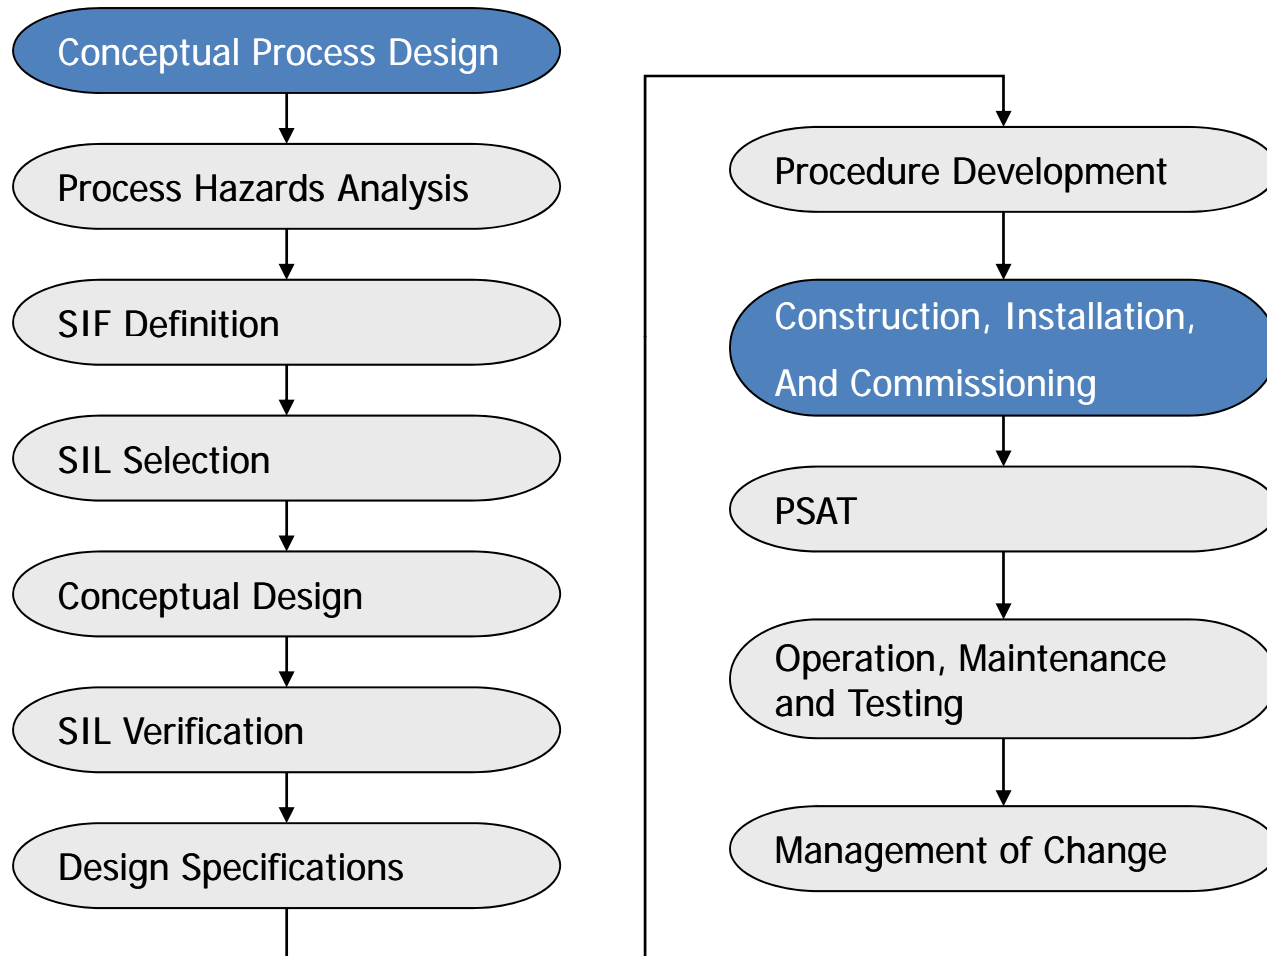 Conceptual Process Design
Process Hazards Analysis
SIF Definition
SIL Selection
Conceptual Design
SIL Verification
Design Specifications
Procedure Development
Construction, Installation,
And Commissioning
PSAT
Operation, Maintenance
and Testing
Management of Change